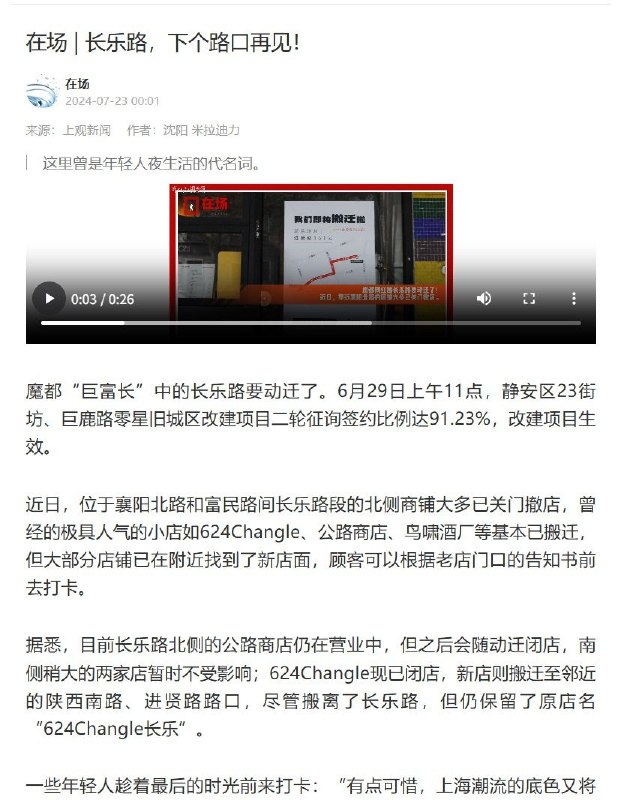 在场 | 长乐路，下个路口再见！
在场
2024-07-23 00:01
来源：上观新闻 作者：沈阳 米拉迪力
这里曾是年轻人夜生活的代名词。
在场
我们即将搬迁啦
0:03 / 0:26
魔都“巨富长”中的长乐路要动迁了。6月29日上午11点，静安区23街
坊、巨鹿路零星旧城区改建项目二轮征询签约比例达91.23%，改建项目生
效。
近日，位于襄阳北路和富民路间长乐路段的北侧商铺大多已关门撤店，曾
经的极具人气的小店如624Changle、公路商店、鸟啸酒厂等基本已搬迁，
但大部分店铺已在附近找到了新店面，顾客可以根据老店门口的告知书前
去打卡。
据悉，目前长乐路北侧的公路商店仍在营业中，但之后会随动迁闭店，南
侧稍大的两家店暂时不受影响；624Changle现已闭店，新店则搬迁至邻近
的陕西南路、进贤路路口，尽管搬离了长乐路，但仍保留了原店名
“624Changle长乐”。
一些年轻人趁着最后的时光前来打卡：“有点可惜，上海潮流的底色又将